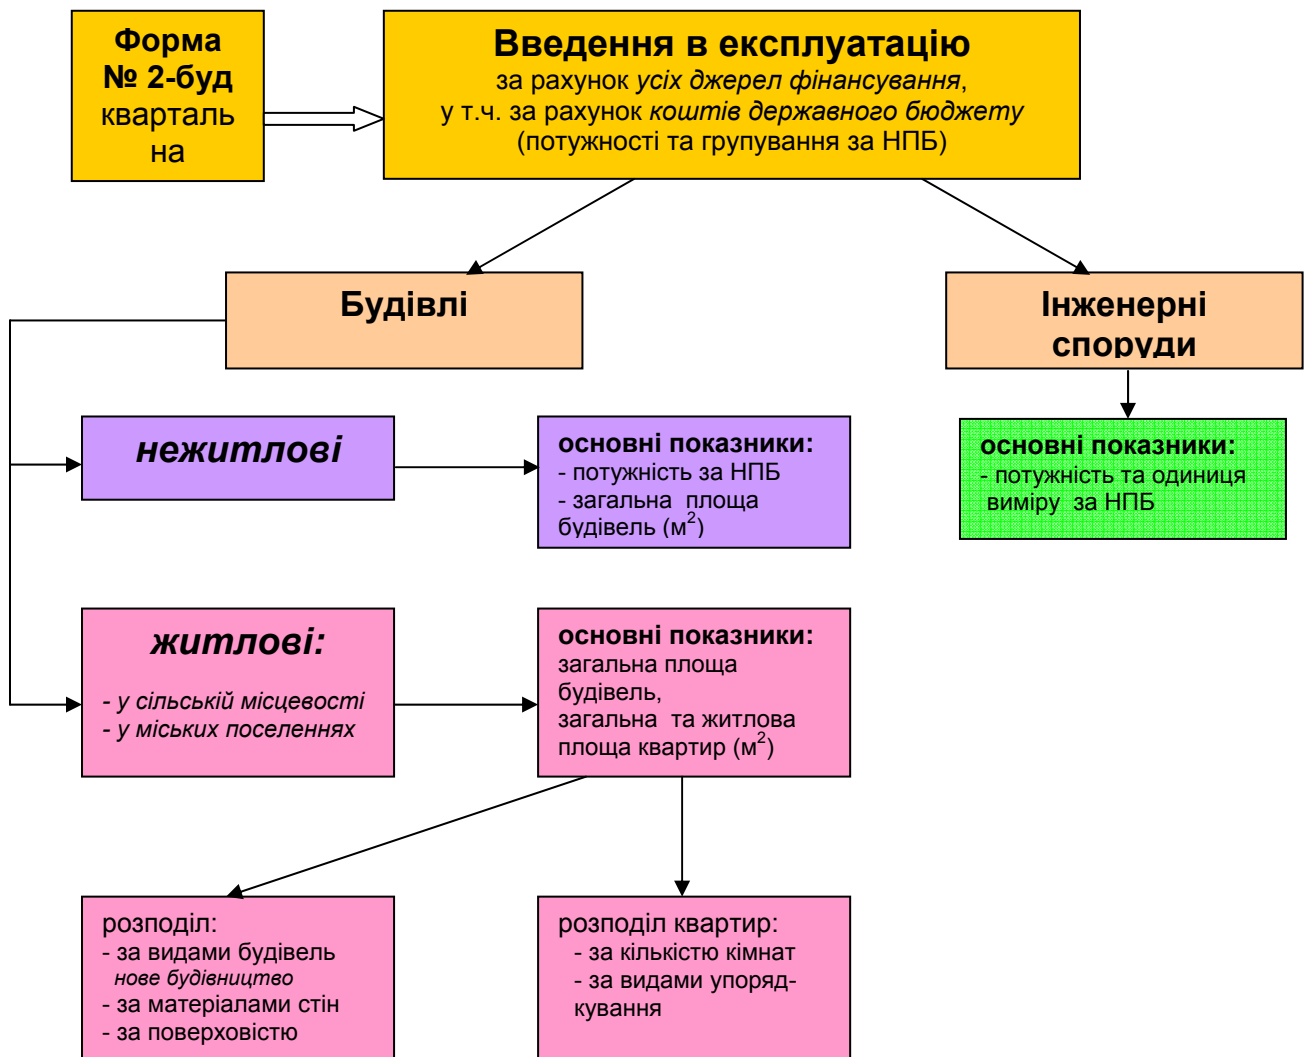 Форма
№ 2-буд
кварталь
на
Введення в експлуатацію
за рахунок усіх джерел фінансування,
у т.ч. за рахунок коштів державного бюджету
(потужності та групування за НПБ)
Будівлі
Інженерні
споруди
нежитлові
основні показники:
- потужність за НПБ
- загальна площа
будівель (м²)
основні показники:
- потужність та одиниця
виміру за НПБ
житлові:
- у сільській місцевості
- у міських поселеннях
основні показники:
загальна площа
будівель,
загальна та житлова
площа квартир (м²)
розподіл:
- за видами будівель
нове будівництво
- за матеріалами стін
- за поверховістю
розподіл квартир:
- за кількістю кімнат
- за видами упоряд-
кування